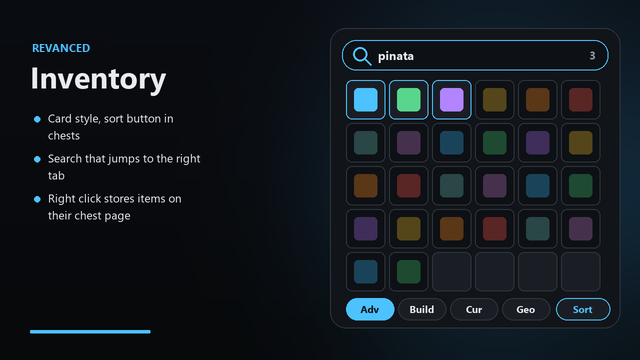 REVANCED
Inventory
Card style, sort button in
chests
Search that jumps to the right
tab
Right click stores items on
their chest page
pinata 3
Adv Build Cur Geo Sort